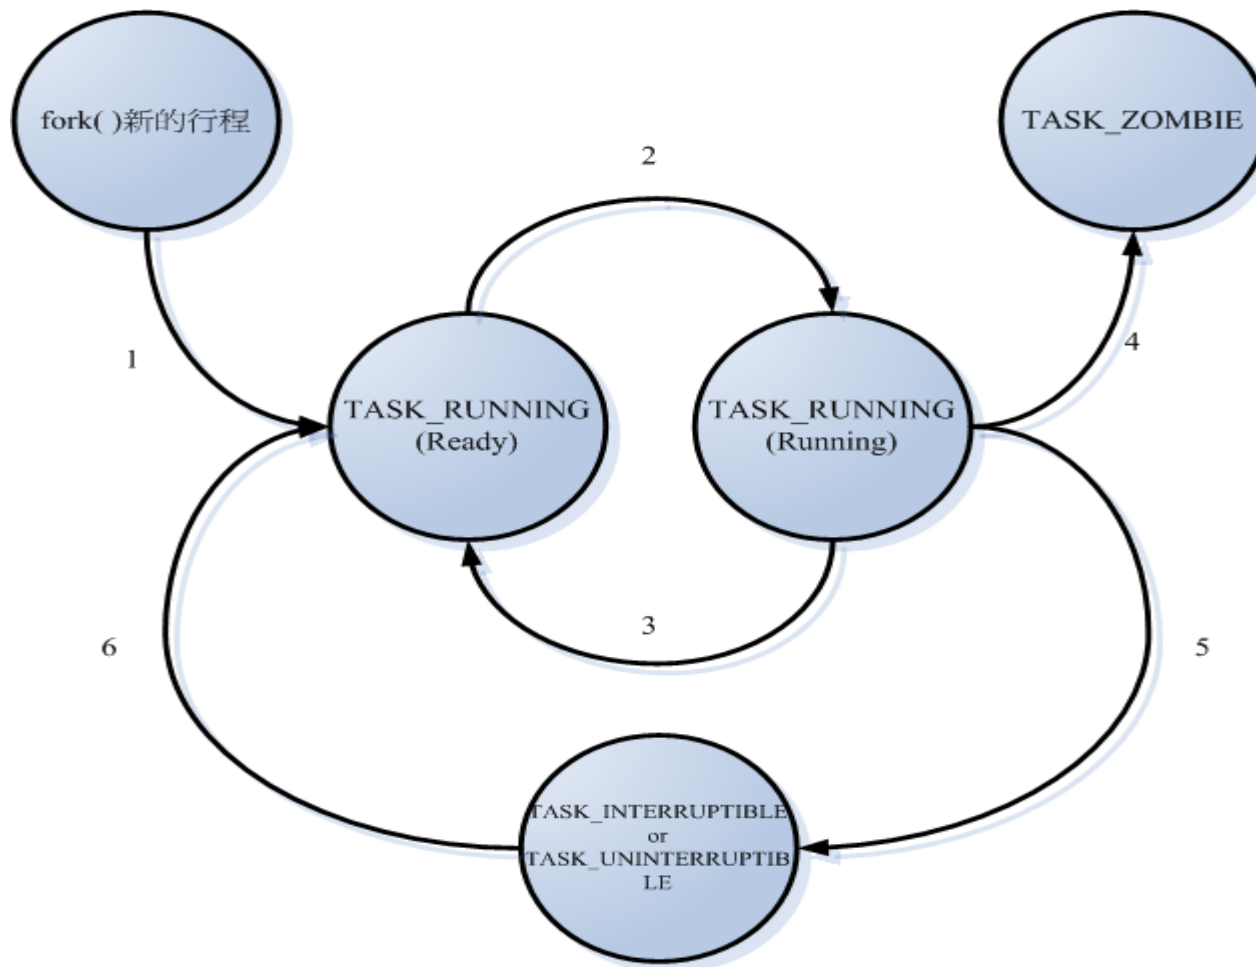 fork( )新的行程
TASK_ZOMBIE
2
1
4
TASK_RUNNING
(Ready)
TASK_RUNNING
(Running)
3
6
5
TASK_INTERRUPTIBLE
or
TASK_UNINTERRUPTIB
LE